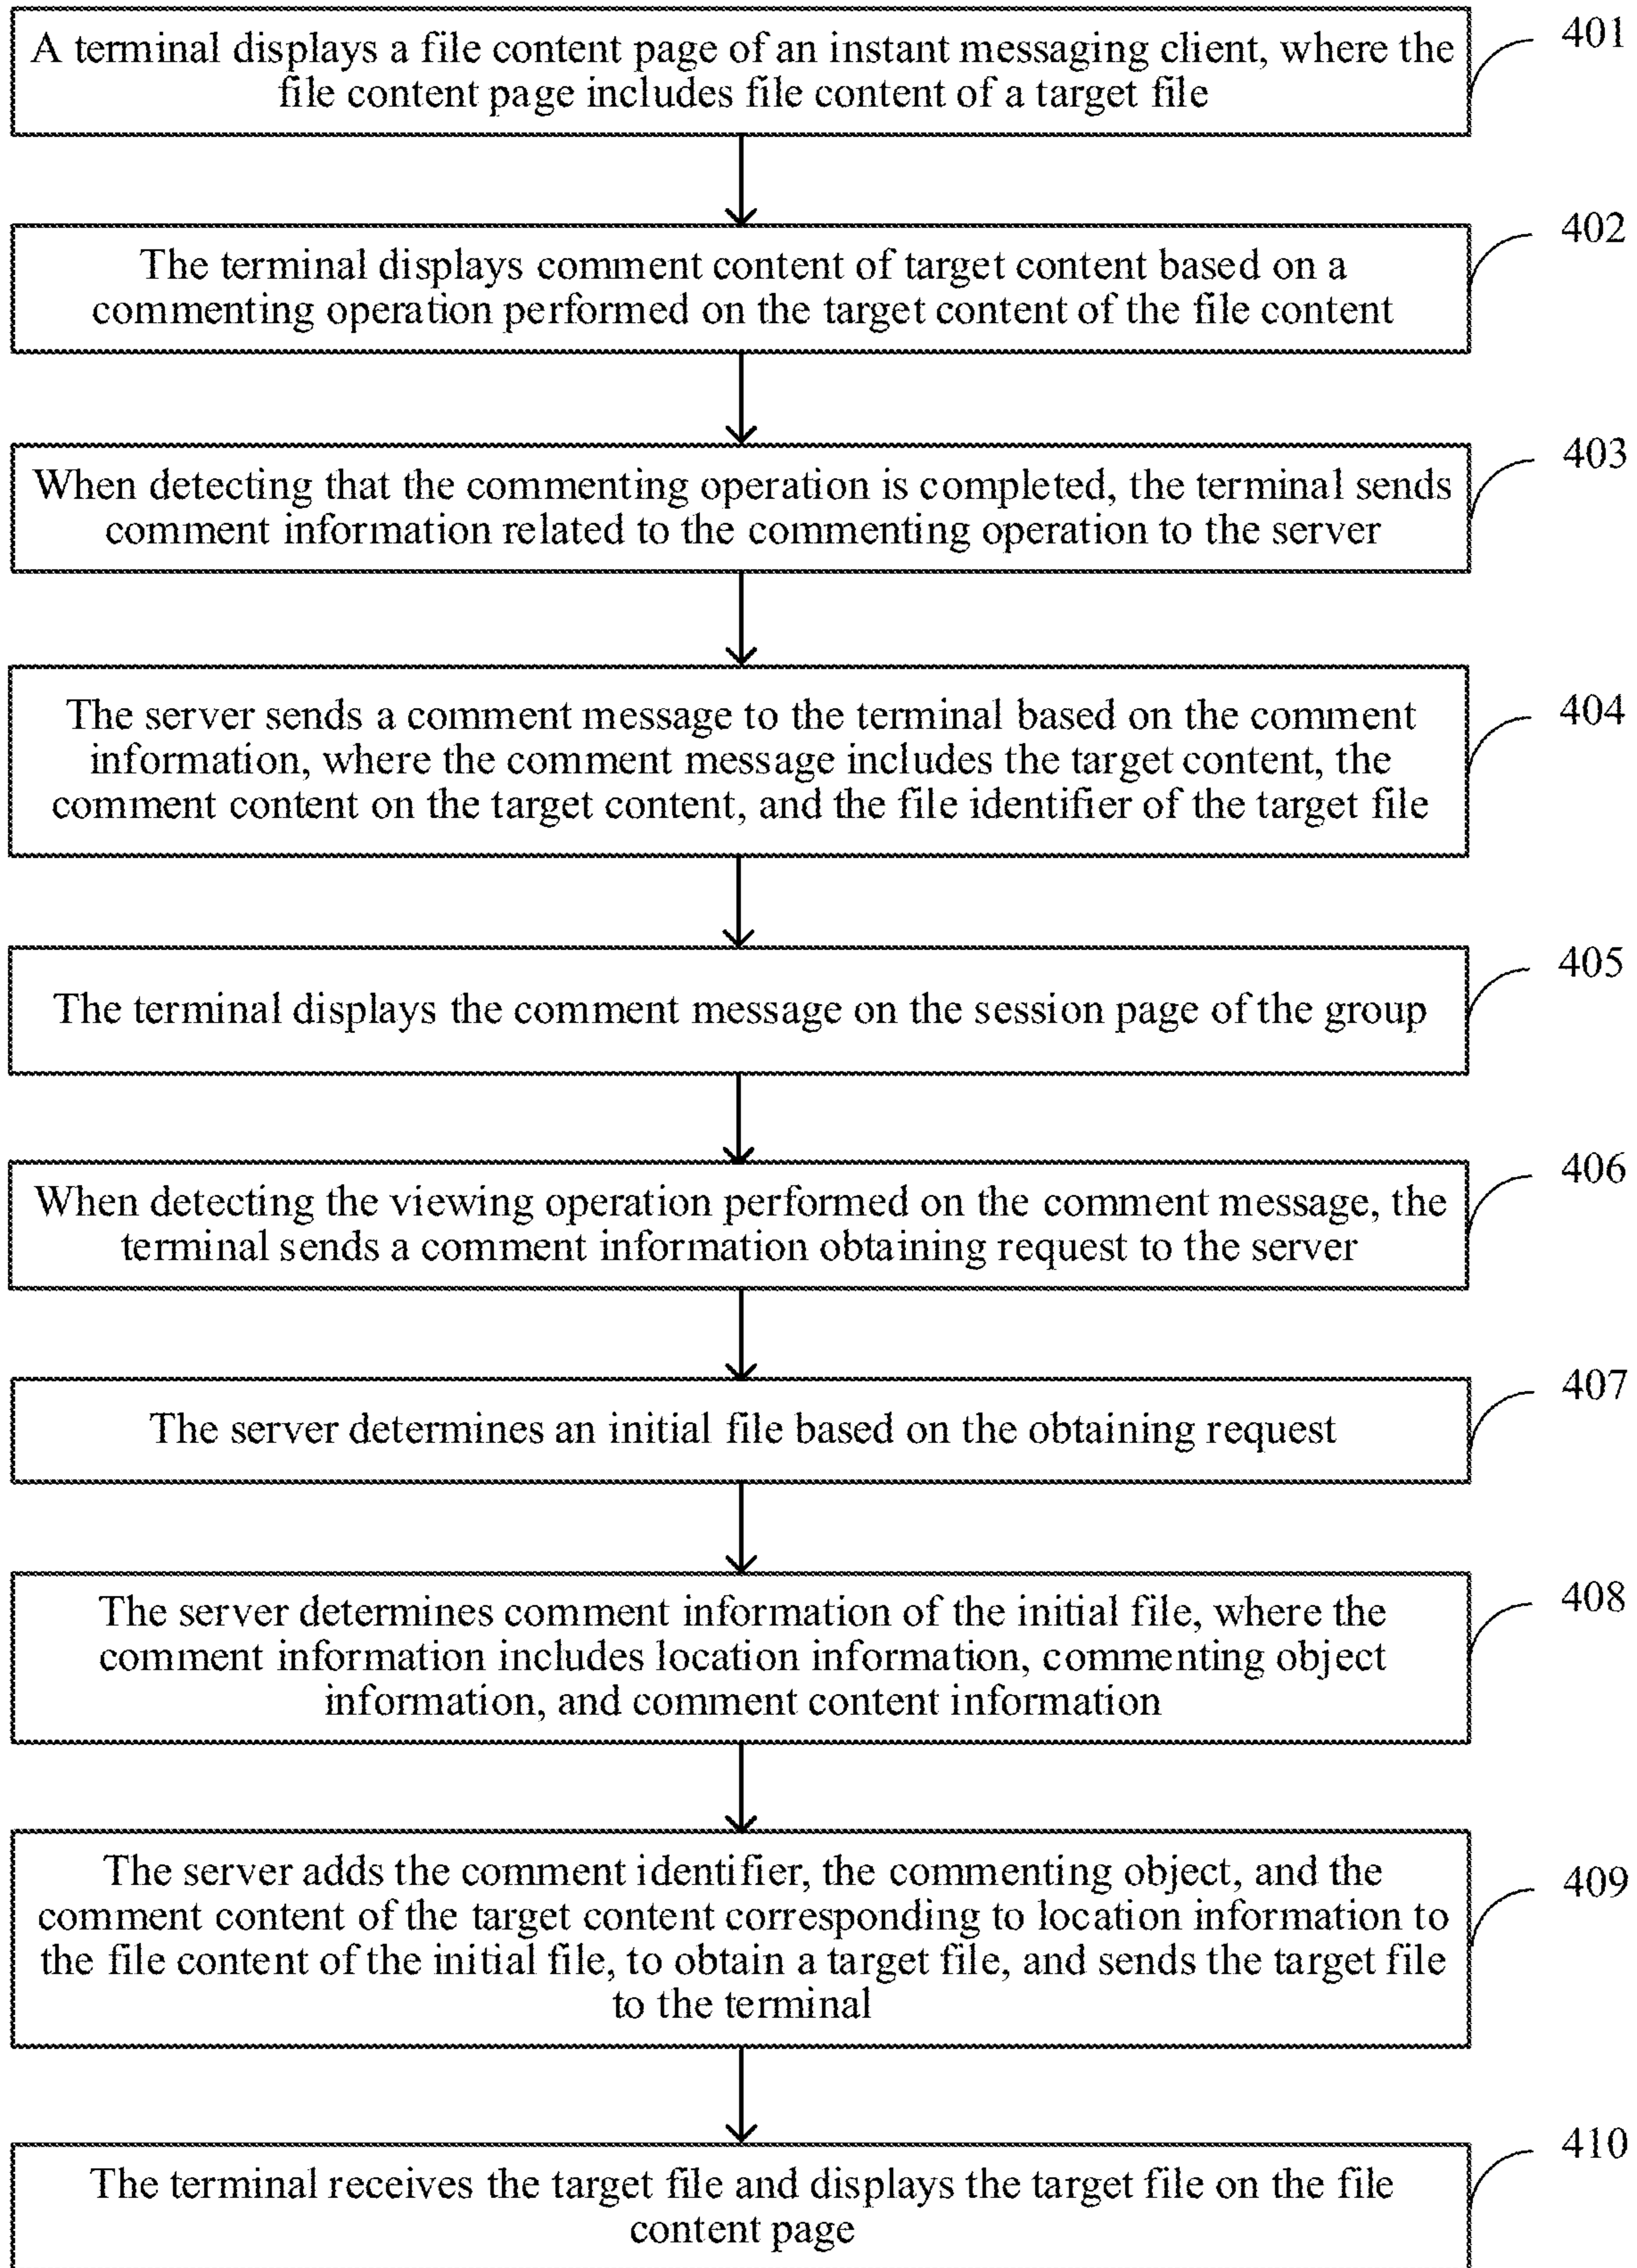 A terminal displays a file content page of an instant messaging client, where the
file content page includes file content of a target file
401
The terminal displays comment content of target content based on a
commenting operation performed on the target content of the file content
402
When detecting that the commenting operation is completed, the terminal sends
comment information related to the commenting operation to the server
403
The server sends a comment message to the terminal based on the comment
information, where the comment message includes the target content, the
comment content on the target content, and the file identifier of the target file
404
The terminal displays the comment message on the session page of the group
405
When detecting the viewing operation performed on the comment message, the
terminal sends a comment information obtaining request to the server
406
The server determines an initial file based on the obtaining request
407
The server determines comment information of the initial file, where the
comment information includes location information, commenting object
information, and comment content information
408
The server adds the comment identifier, the commenting object, and the
comment content of the target content corresponding to location information to
the file content of the initial file, to obtain a target file, and sends the target file
to the terminal
409
The terminal receives the target file and displays the target file on the file
content page
410